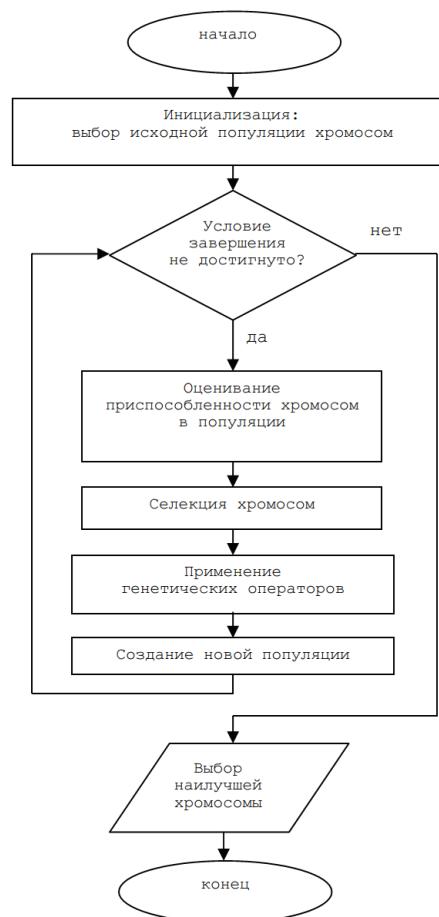 начало
Инициализация:
выбор исходной популяции хромосом
Условие
завершения
не достигнуто?
нет
да
Оценивание
приспособленности хромосом
в популяции
Селекция хромосом
Применение
генетических операторов
Создание новой популяции
Выбор
наилучшей
хромосомы
конец